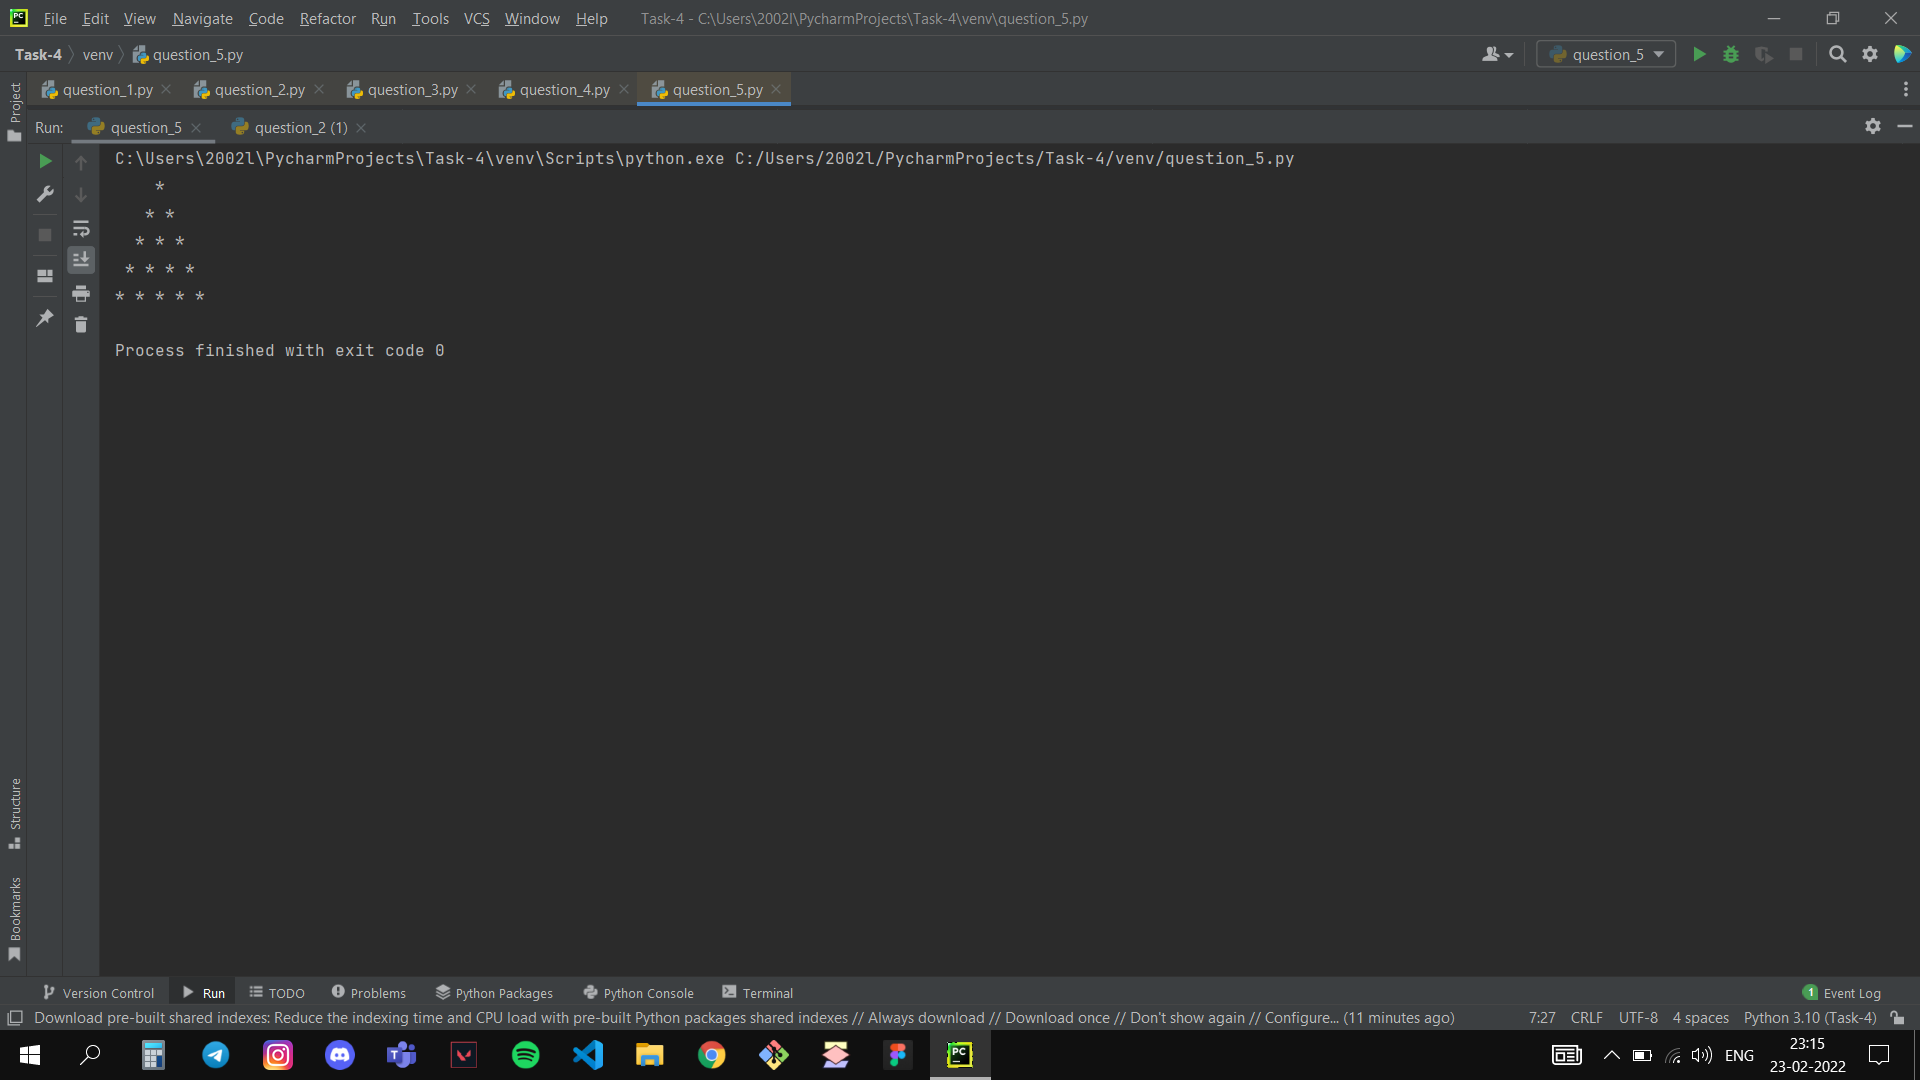 File Edit View Navigate Code Refactor Run Tools VCS Window Help Task-4 - C:\Users\2002l\PycharmProjects\Task-4\venv\question_5.py
Task-4 venv question_5.py question_5
question_1.py question_2.py question_3.py question_4.py question_5.py
Project
Run: question_5 question_2 (1)
C:\Users\2002l\PycharmProjects\Task-4\venv\Scripts\python.exe C:/Users/2002l/PycharmProjects/Task-4/venv/question_5.py
    *
   * *
  * * *
 * * * *
* * * * *
Process finished with exit code 0
Structure
Bookmarks
Version Control Run TODO Problems Python Packages Python Console Terminal 1 Event Log
Download pre-built shared indexes: Reduce the indexing time and CPU load with pre-built Python packages shared indexes // Always download // Download once // Don't show again // Configure... (11 minutes ago) 7:27 CRLF UTF-8 4 spaces Python 3.10 (Task-4)
PC ENG 23:15
23-02-2022